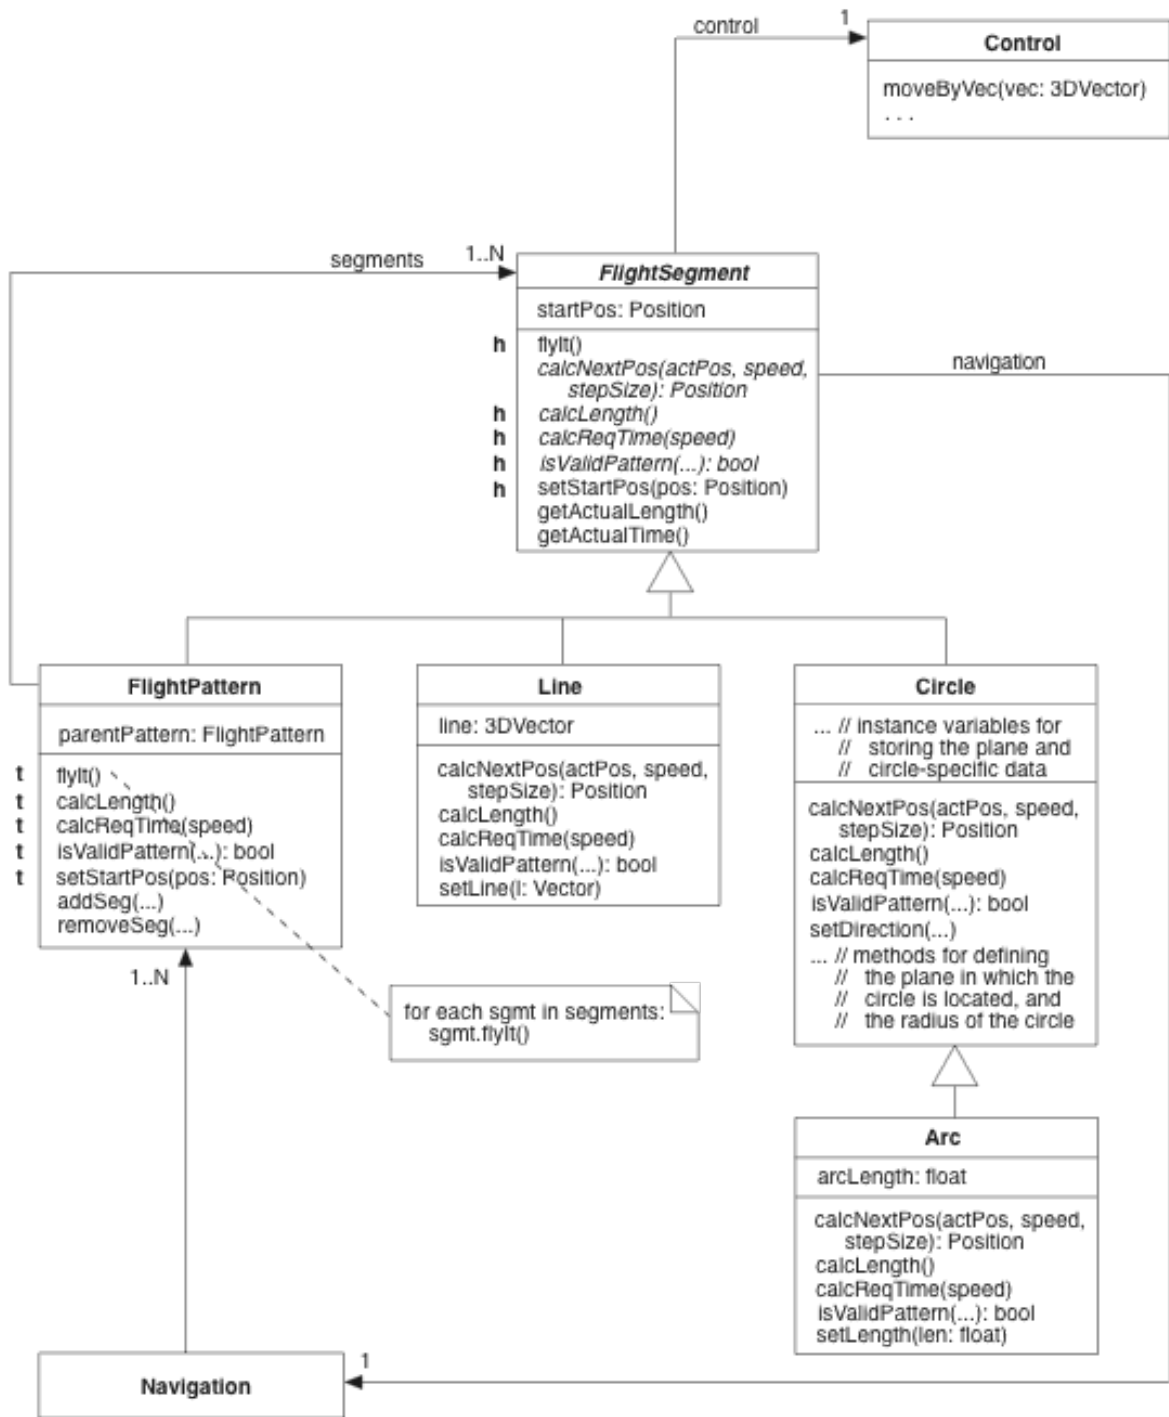 control
1
Control
moveByVec(vec: 3DVector)
. . .
segments
1..N
FlightSegment
startPos: Position
h flyIt()
calcNextPos(actPos, speed,
stepSize): Position
h calcLength()
h calcReqTime(speed)
h isValidPattern(...): bool
h setStartPos(pos: Position)
getActualLength()
getActualTime()
navigation
FlightPattern
parentPattern: FlightPattern
t flyIt()
t calcLength()
t calcReqTime(speed)
t isValidPattern(...): bool
t setStartPos(pos: Position)
addSeg(...)
removeSeg(...)
1..N
Line
line: 3DVector
calcNextPos(actPos, speed,
stepSize): Position
calcLength()
calcReqTime(speed)
isValidPattern(...): bool
setLine(l: Vector)
for each sgmt in segments:
sgmt.flyIt()
Circle
... // instance variables for
// storing the plane and
// circle-specific data
calcNextPos(actPos, speed,
stepSize): Position
calcLength()
calcReqTime(speed)
isValidPattern(...): bool
setDirection(...)
... // methods for defining
// the plane in which the
// circle is located, and
// the radius of the circle
Arc
arcLength: float
calcNextPos(actPos, speed,
stepSize): Position
calcLength()
calcReqTime(speed)
isValidPattern(...): bool
setLength(len: float)
Navigation
1